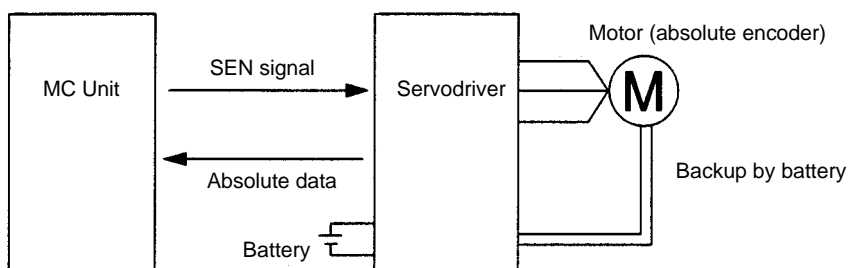 Motor (absolute encoder)
MC Unit
SEN signal
Servodriver
M
Absolute data
Backup by battery
Battery